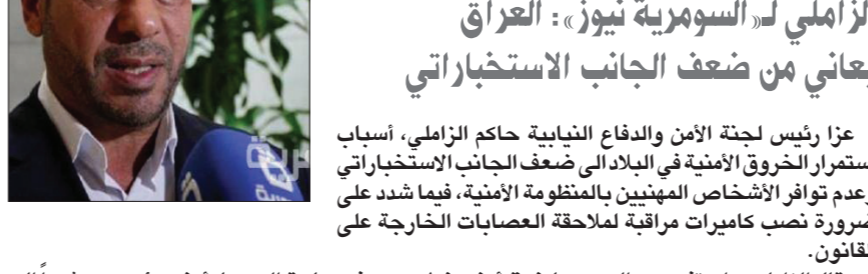 الزاملي لـ«السومرية نيوز»: العراق
يعاني من ضعف الجانب الاستخباراتي
عزا رئيس لجنة الأمن والدفاع النيابية حاكم الزاملي، أسباب
ستمرار الخروق الأمنية في البلاد الى ضعف الجانب الاستخباراتي
وعدم توافر الأشخاص المهنيين بالمنظومة الأمنية، فيما شدد على
ضرورة نصب كاميرات مراقبة لملاحقة العصابات الخارجة على
لقانون.